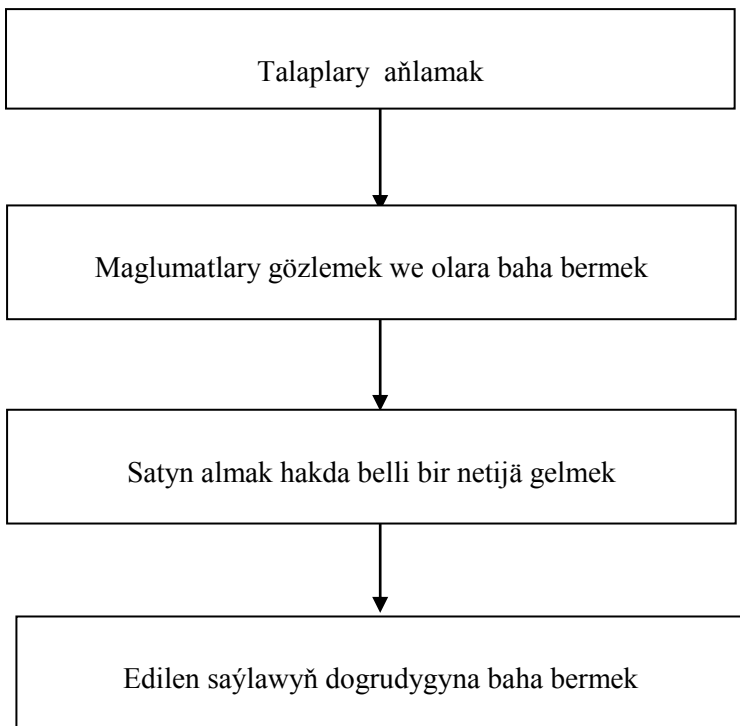 Talaplary aňlamak
Maglumatlary gözlemek we olara baha bermek
Satyn almak hakda belli bir netijä gelmek
Edilen saýlawyň dogrudygyna baha bermek